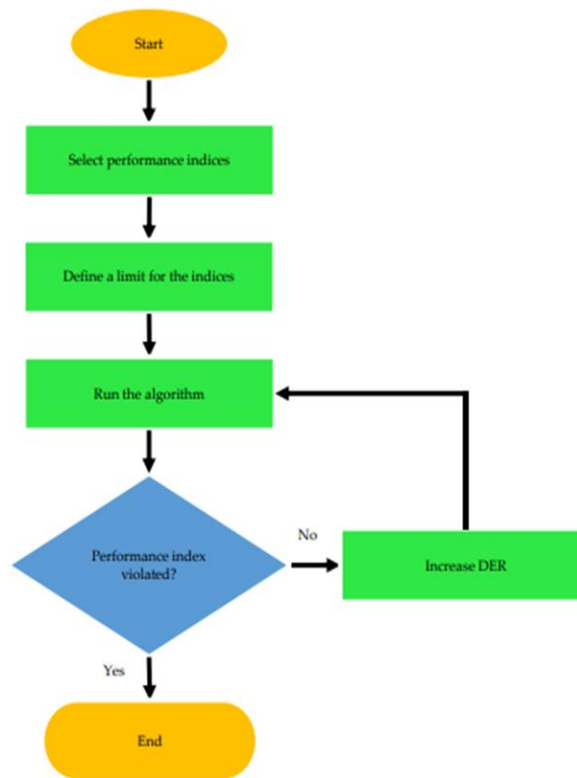 Start
Select performance indices
Define a limit for the indices
Run the algorithm
Performance index
violated?
No
Increase DER
Yes
End